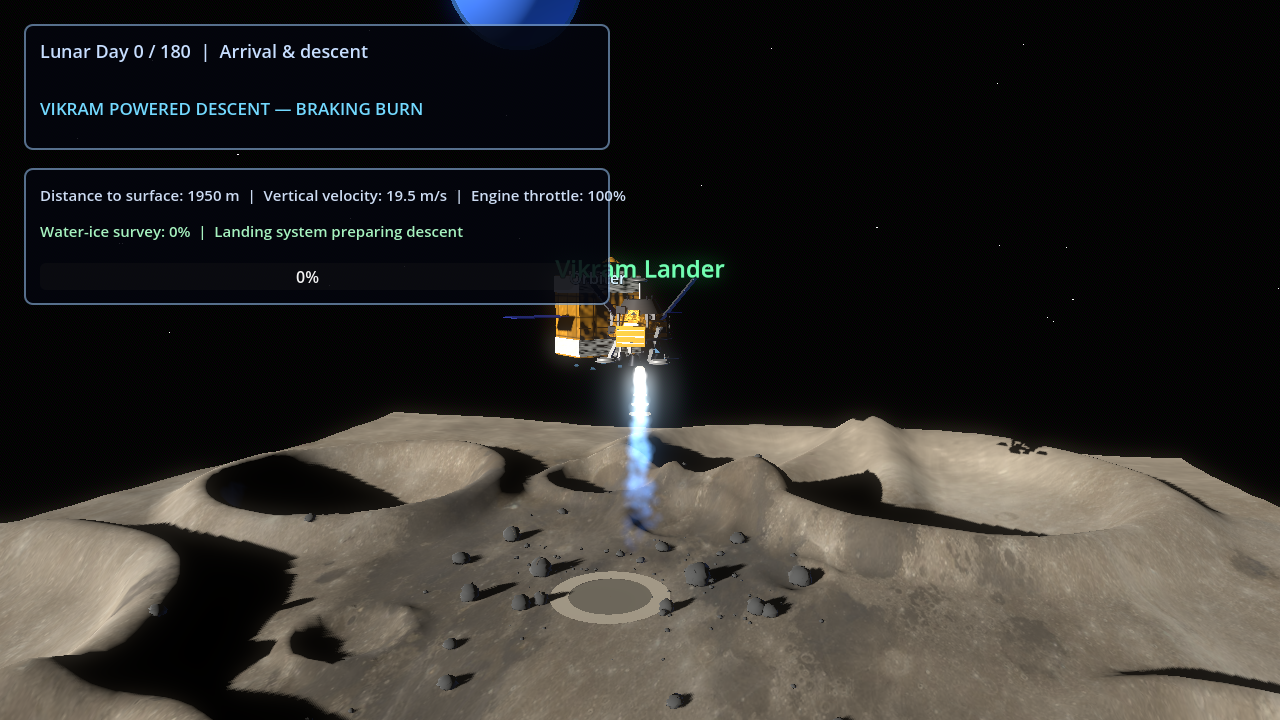 Lunar Day 0 / 180 | Arrival & descent
VIKRAM POWERED DESCENT — BRAKING BURN
Distance to surface: 1950 m | Vertical velocity: 19.5 m/s | Engine throttle: 100%
Water-ice survey: 0% | Landing system preparing descent
Vikram Lander
0%